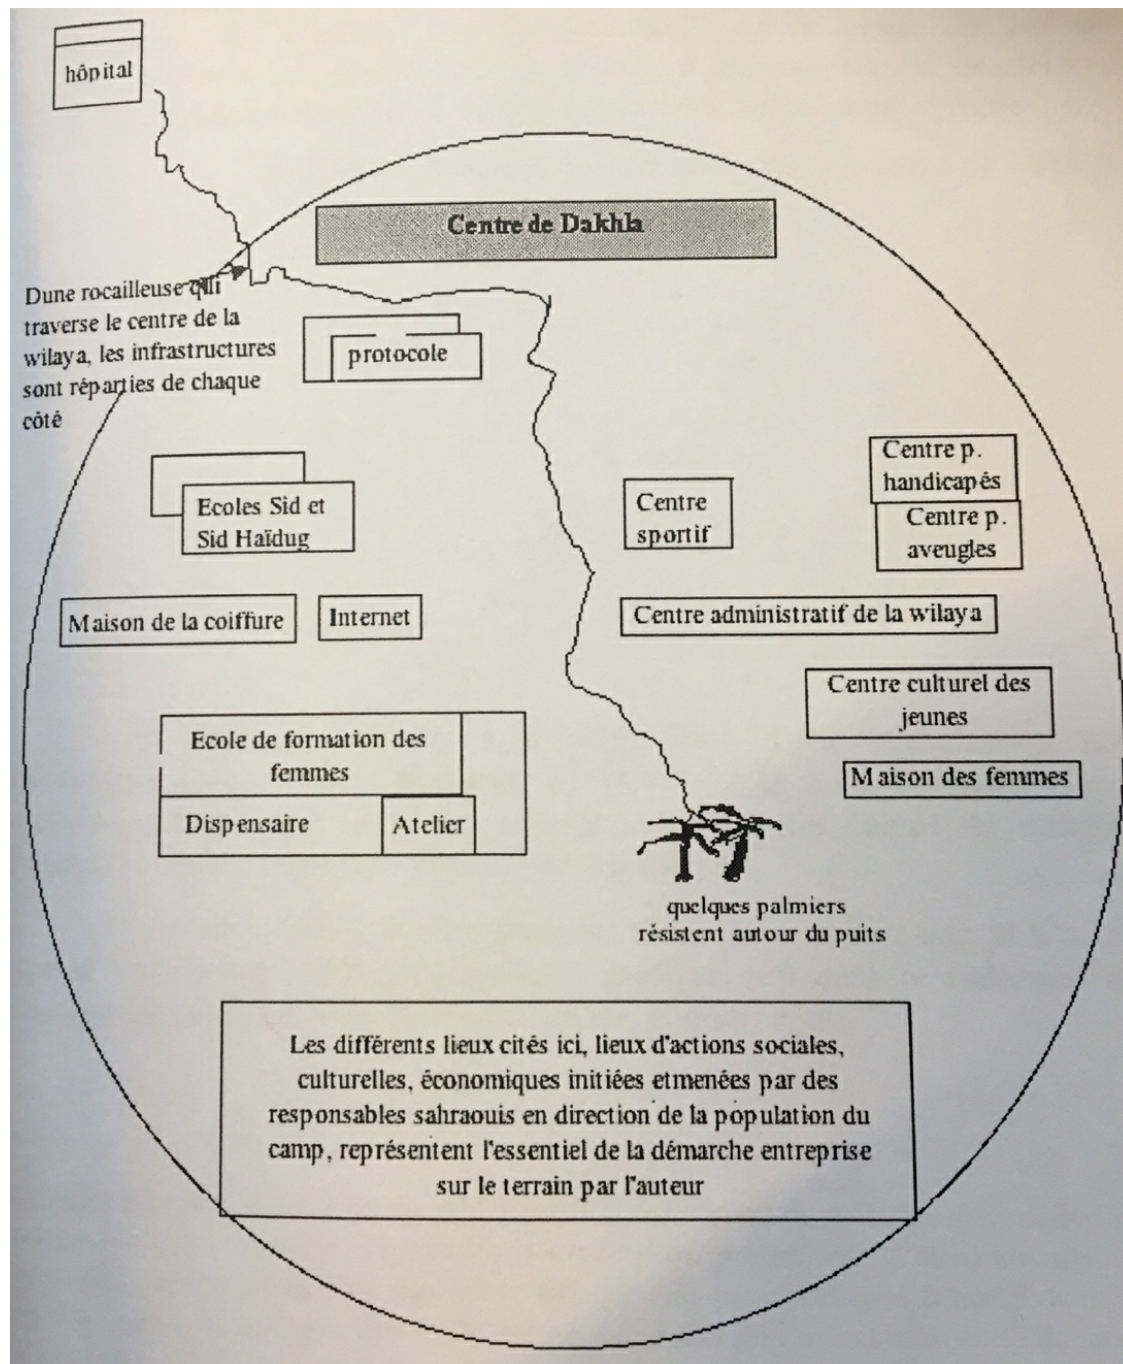 hôpital
Centre de Dakhla
Dune rocailleuse qui
traverse le centre de la
wilaya, les infrastructures
sont réparties de chaque
côté
protocole
Ecoles Sid et
Sid Haïdug
Centre
sportif
Centre p.
handicapés
Centre p.
aveugles
Maison de la coiffure
Internet
Centre administratif de la wilaya
Centre culturel des
jeunes
Maison des femmes
Ecole de formation des
femmes
Dispensaire
Atelier
quelques palmiers
résistent autour du puits
Les différents lieux cités ici, lieux d'actions sociales,
culturelles, économiques initiées etmenées par des
responsables sahraouis en direction de la population du
camp, représentent l'essentiel de la démarche entreprise
sur le terrain par l'auteur